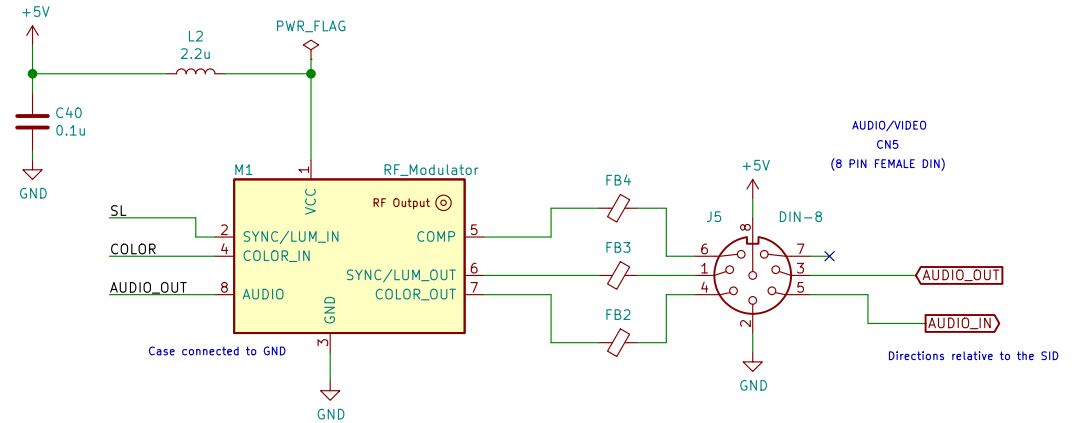 +5V
L2
2.2u
PWR_FLAG
C40
0.1u
GND
M1
RF_Modulator
1
VCC
RF Output
SL
2
SYNC/LUM_IN
COLOR
4
COLOR_IN
AUDIO_OUT
8
AUDIO
COMP
5
SYNC/LUM_OUT
6
COLOR_OUT
7
GND
3
Case connected to GND
GND
FB4
FB3
FB2
AUDIO/VIDEO
CN5
(8 PIN FEMALE DIN)
+5V
J5
DIN-8
8
6
7
1
3
4
5
2
AUDIO_OUT
AUDIO_IN
Directions relative to the SID
GND